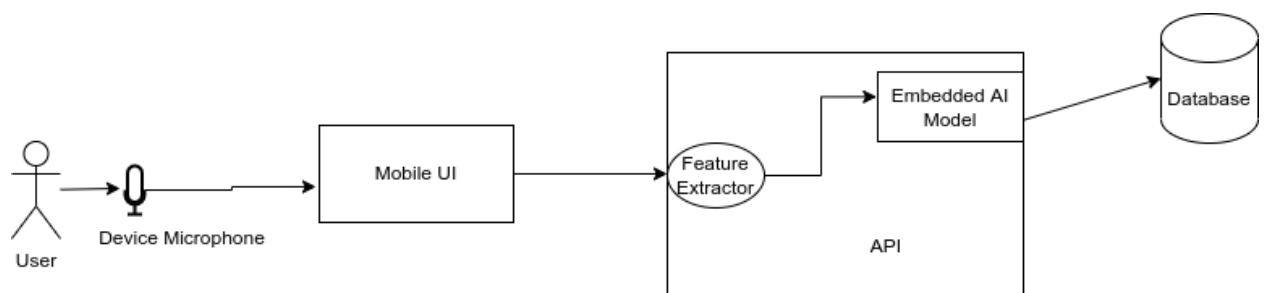 User
Device Microphone
Mobile UI
Feature
Extractor
Embedded AI
Model
API
Database